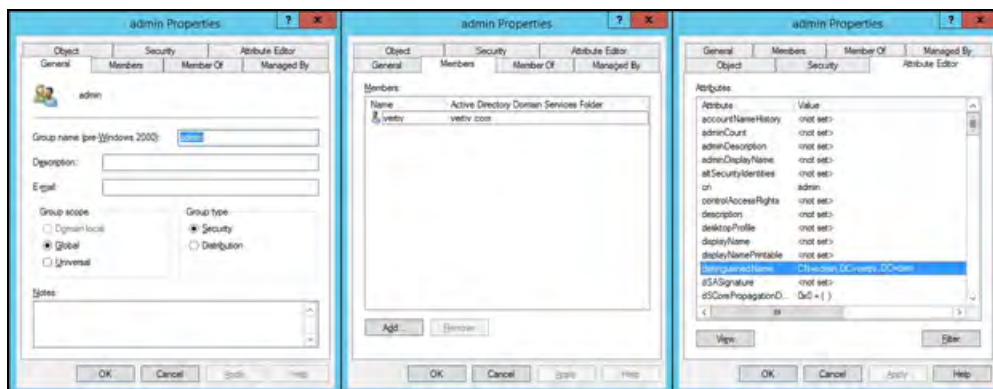 admin Properties
?
x
Object
Security
Attribute Editor
General
Members
Member Of
Managed By
admin
Group name (pre-Windows 2000):
admin
Description:
E-mail:
Group scope
Domain local
Global
Universal
Group type
Security
Distribution
Notes:
OK
Cancel
Apply
Help
admin Properties
?
x
Object
Security
Attribute Editor
General
Members
Member Of
Managed By
Members:
Name
Active Directory Domain Services Folder
vertiv
vertiv.com
Add...
Remove
OK
Cancel
Apply
Help
admin Properties
?
x
General
Members
Member Of
Managed By
Object
Security
Attribute Editor
Attributes:
Attribute
Value
accountNameHistory
<not set>
adminCount
<not set>
adminDescription
<not set>
adminDisplayName
<not set>
altSecurityIdentities
<not set>
cn
admin
controlAccessRights
<not set>
description
<not set>
desktopProfile
<not set>
displayName
<not set>
displayNamePrintable
<not set>
distinguishedName
dSASignature
<not set>
dSCorePropagationD...
0x0 = ( )
View
Filter
OK
Cancel
Apply
Help